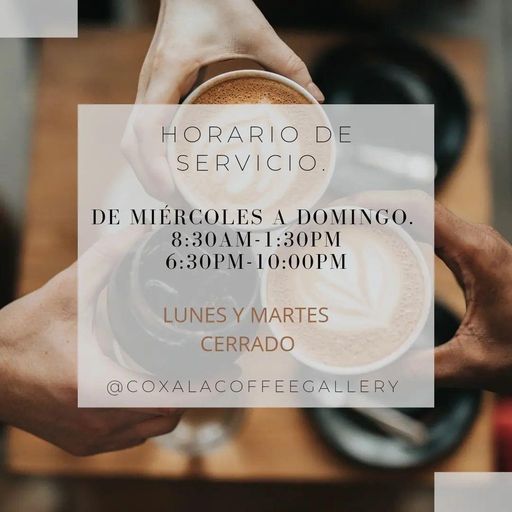 HORARIO DE
SERVICIO.
DE MIÉRCOLES A DOMINGO.
8:30AM-1:30PM
6:30PM-10:00PM
LUNES Y MARTES
CERRADO
@COXALACOFFEEGALLERY